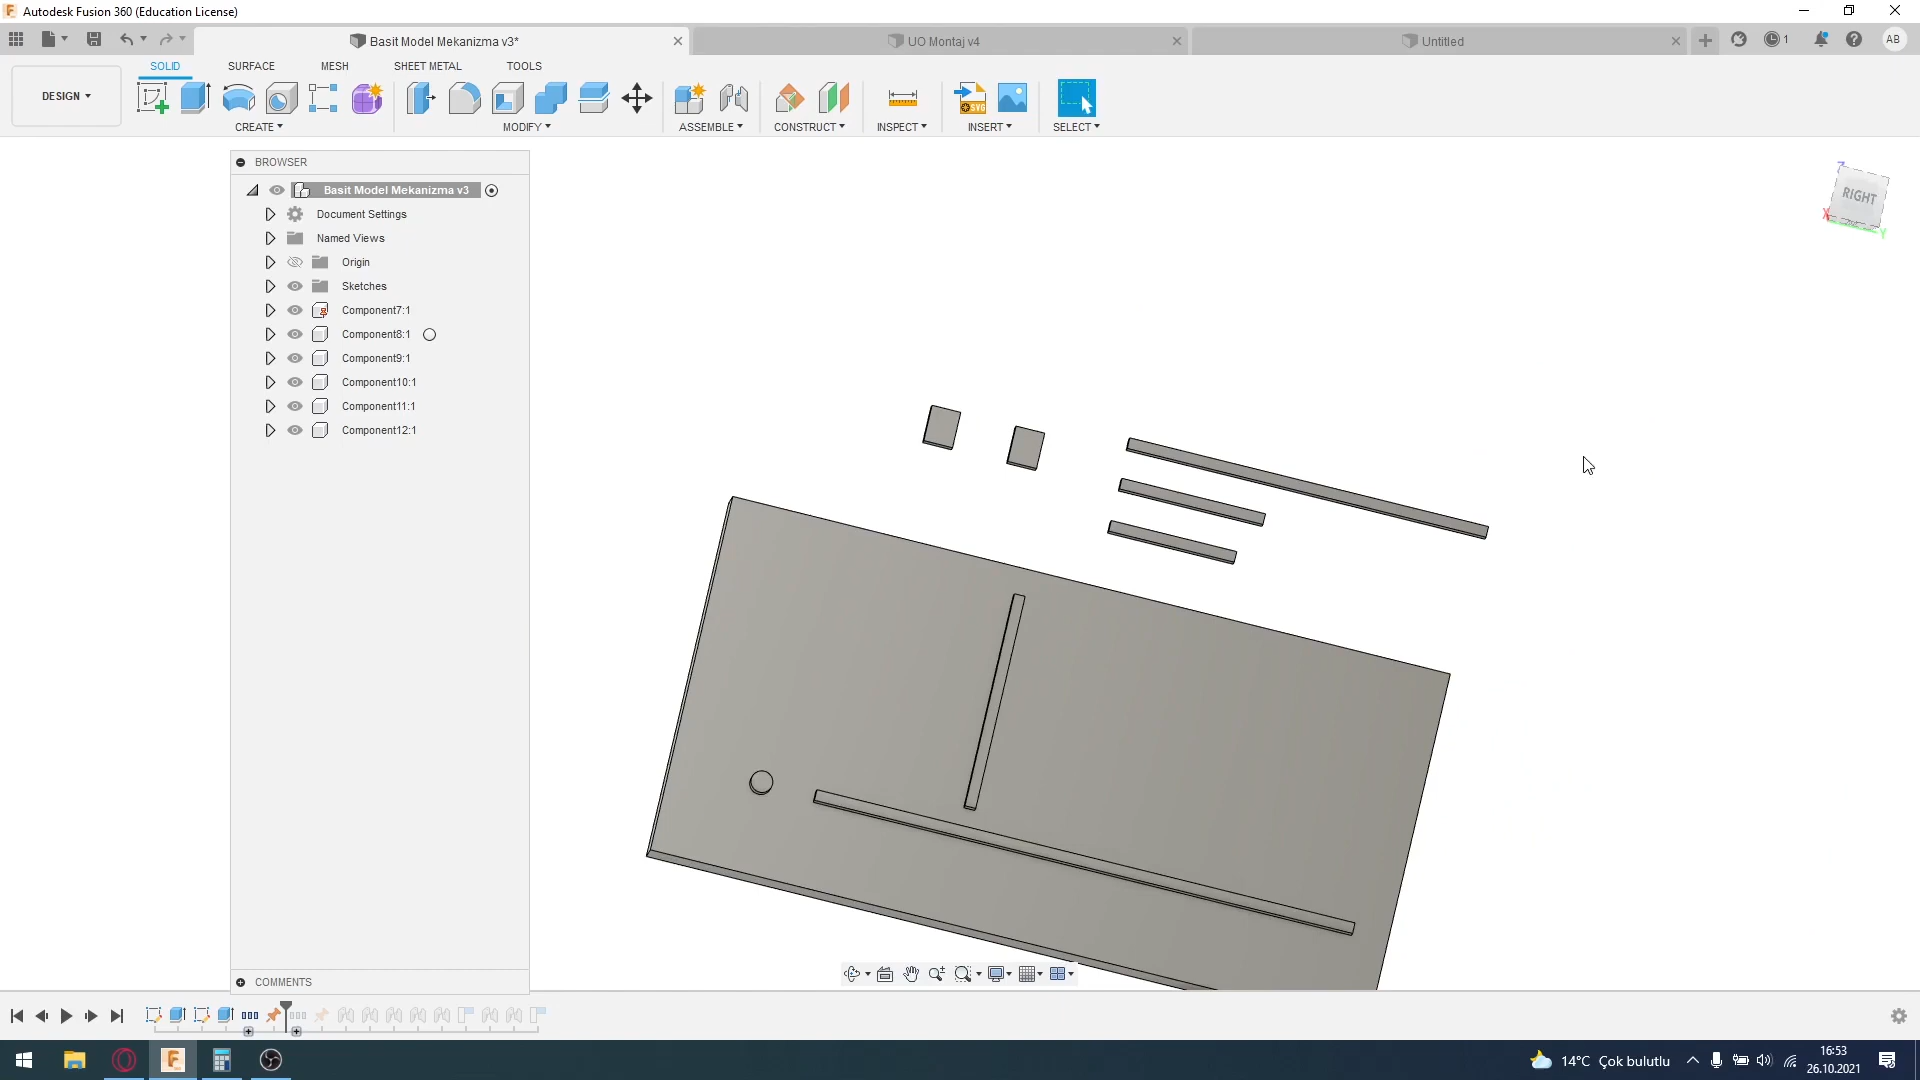 Autodesk Fusion 360 (Education License)
Basit Model Mekanizma v3*
UO Montaj v4
Untitled
1
AB
DESIGN
SOLID
SURFACE
MESH
SHEET METAL
TOOLS
CREATE
MODIFY
ASSEMBLE
CONSTRUCT
INSPECT
INSERT
SELECT
SVG
BROWSER
Basit Model Mekanizma v3
Document Settings
Named Views
Origin
Sketches
Component7:1
Component8:1
Component9:1
Component10:1
Component11:1
Component12:1
Z
RIGHT
X
Y
COMMENTS
14°C Çok bulutlu
16:53
26.10.2021